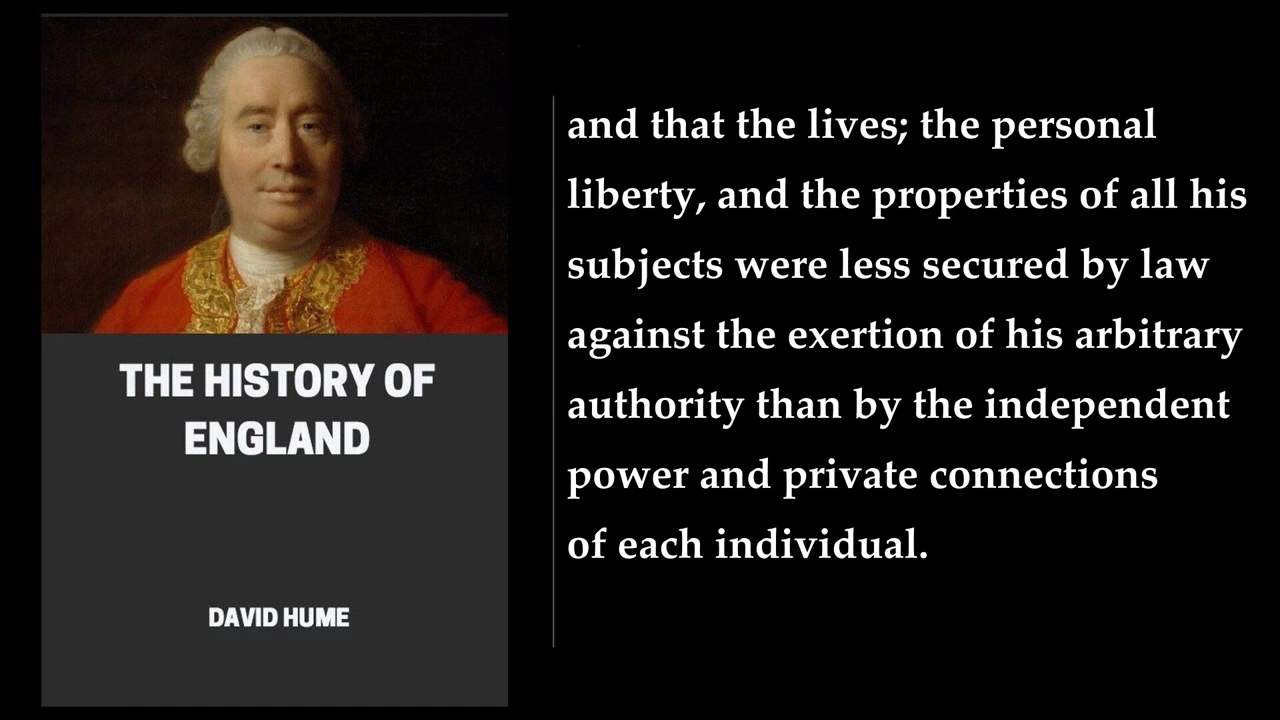 THE HISTORY OF
ENGLAND
DAVID HUME
and that the lives; the personal
liberty, and the properties of all his
subjects were less secured by law
against the exertion of his arbitrary
authority than by the independent
power and private connections
of each individual.